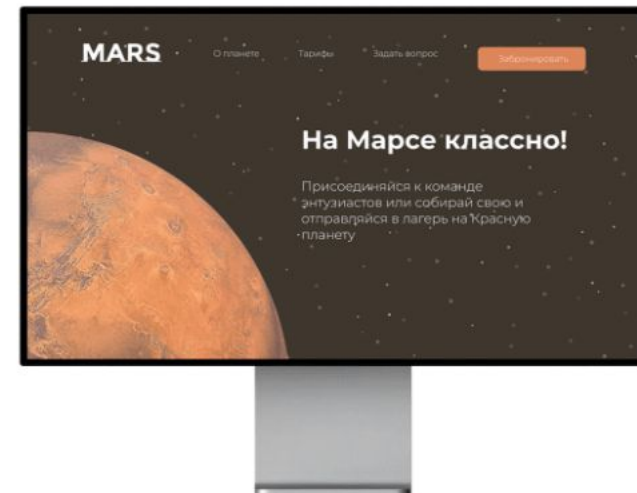 MARS
О планете
Тарифы
Задать вопрос
Забронировать
На Марсе классно!
Присоединяйся к команде
энтузиастов или собирай свою и
отправляйся в лагерь на Красную
планету